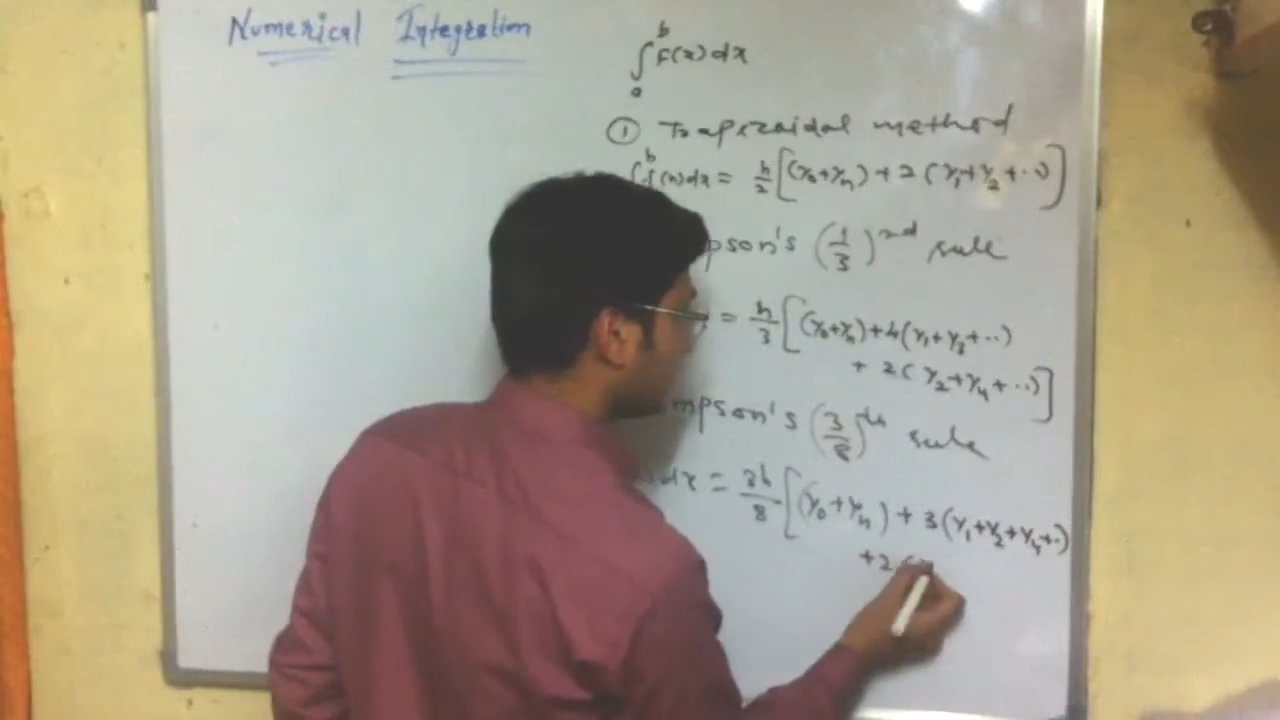 Numerical Integration
∫ₐᵇ f(x)dx
① Trapezaidal method
∫ᵇ f(x)dx = h/2 [(y₀+yₙ) + 2(y₁+y₂+..)]
pson's (1/3)ʳᵈ rule
= h/3 [(y₀+yₙ)+4(y₁+y₃+..)
+ 2(y₂+y₄+..)]
mpson's (3/8)ᵗʰ rule
dx = 3h/8 [(y₀+yₙ) + 3(y₁+y₂+y₄+.)
+2(